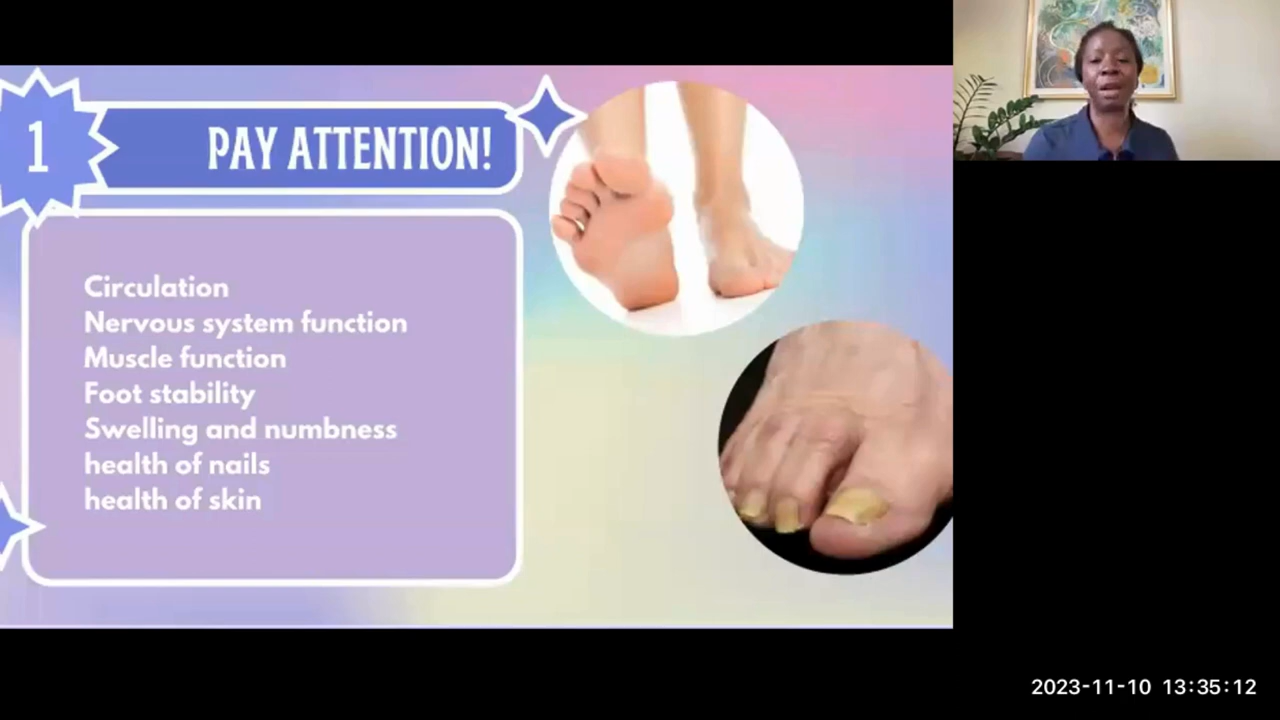 1
PAY ATTENTION!
Circulation
Nervous system function
Muscle function
Foot stability
Swelling and numbness
health of nails
health of skin
2023-11-10 13:35:12